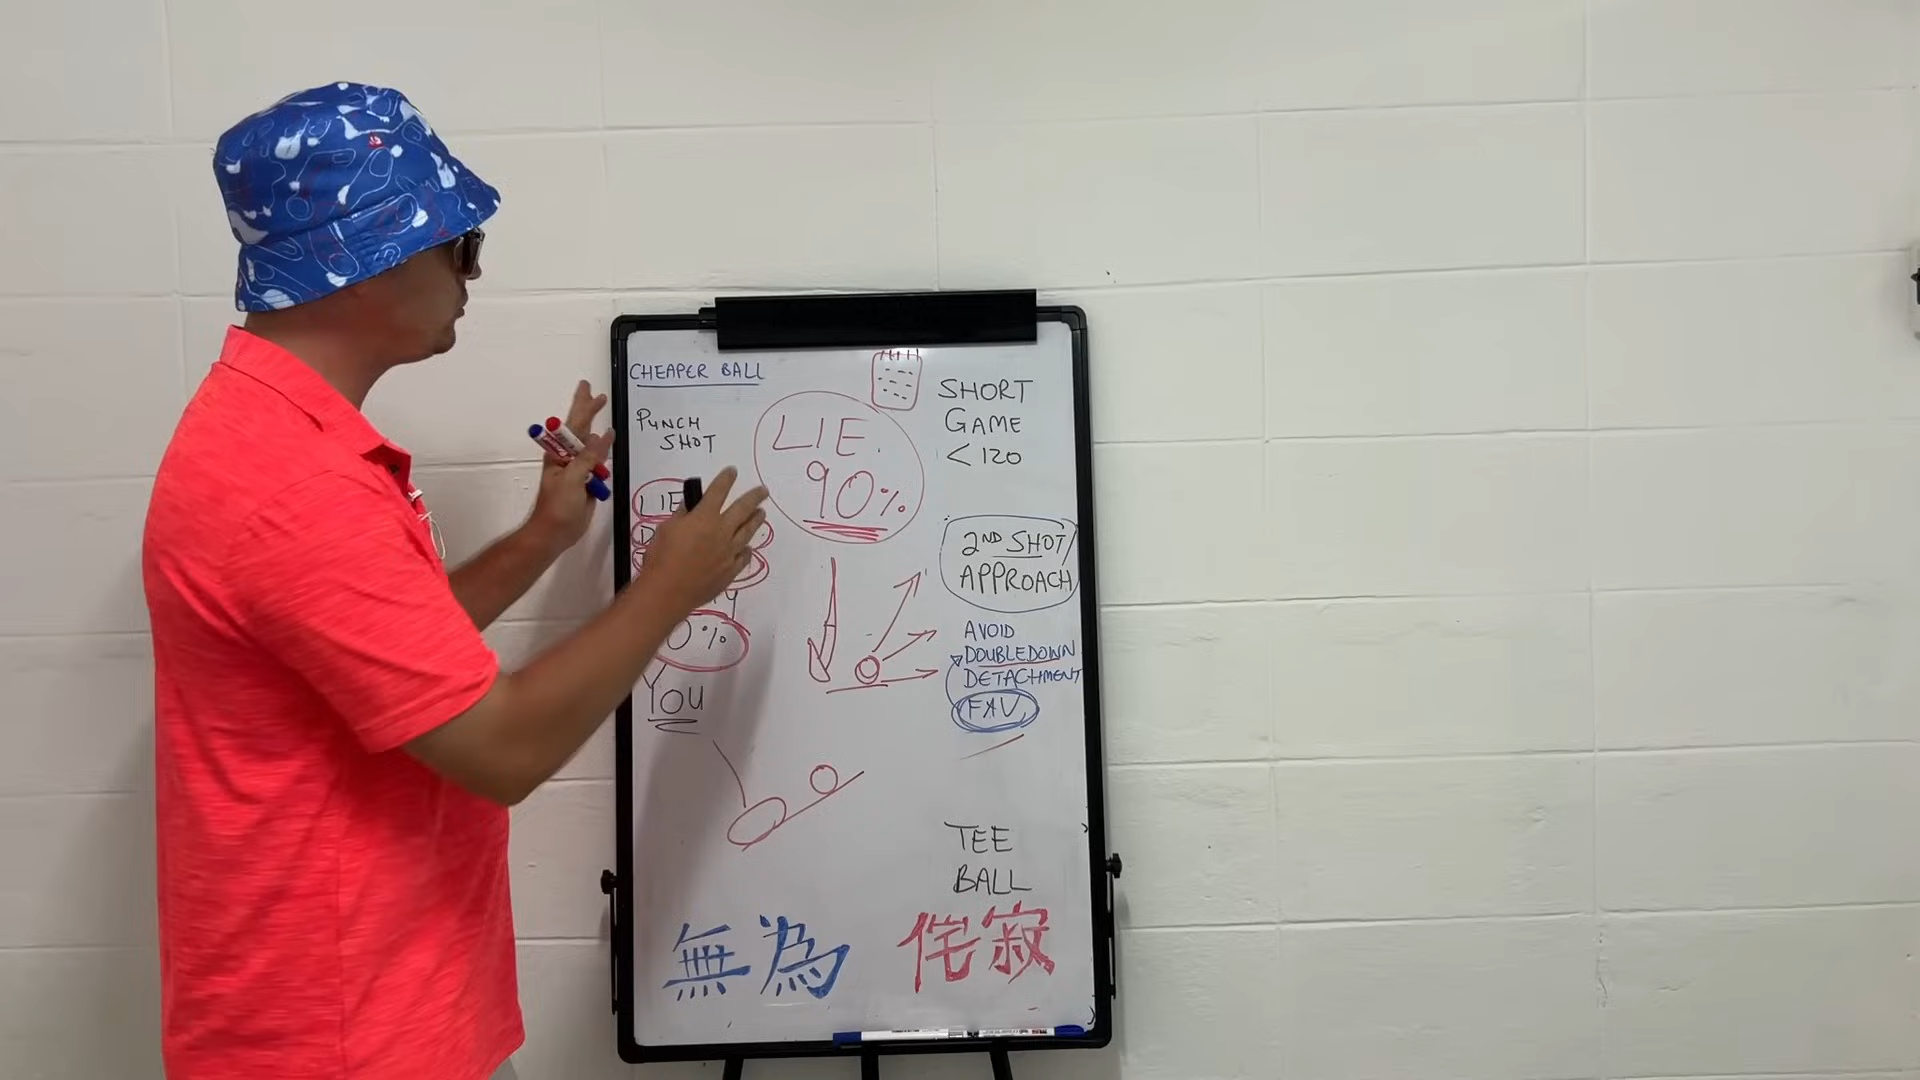 CHEAPER BALL
PUNCH
SHOT
LIE
YOU
LIE.
90%
SHORT
GAME
<120
2ND SHOT
APPROACH
AVOID
DOUBLEDOWN
DETACHMENT
TEE
BALL
無為
侘寂